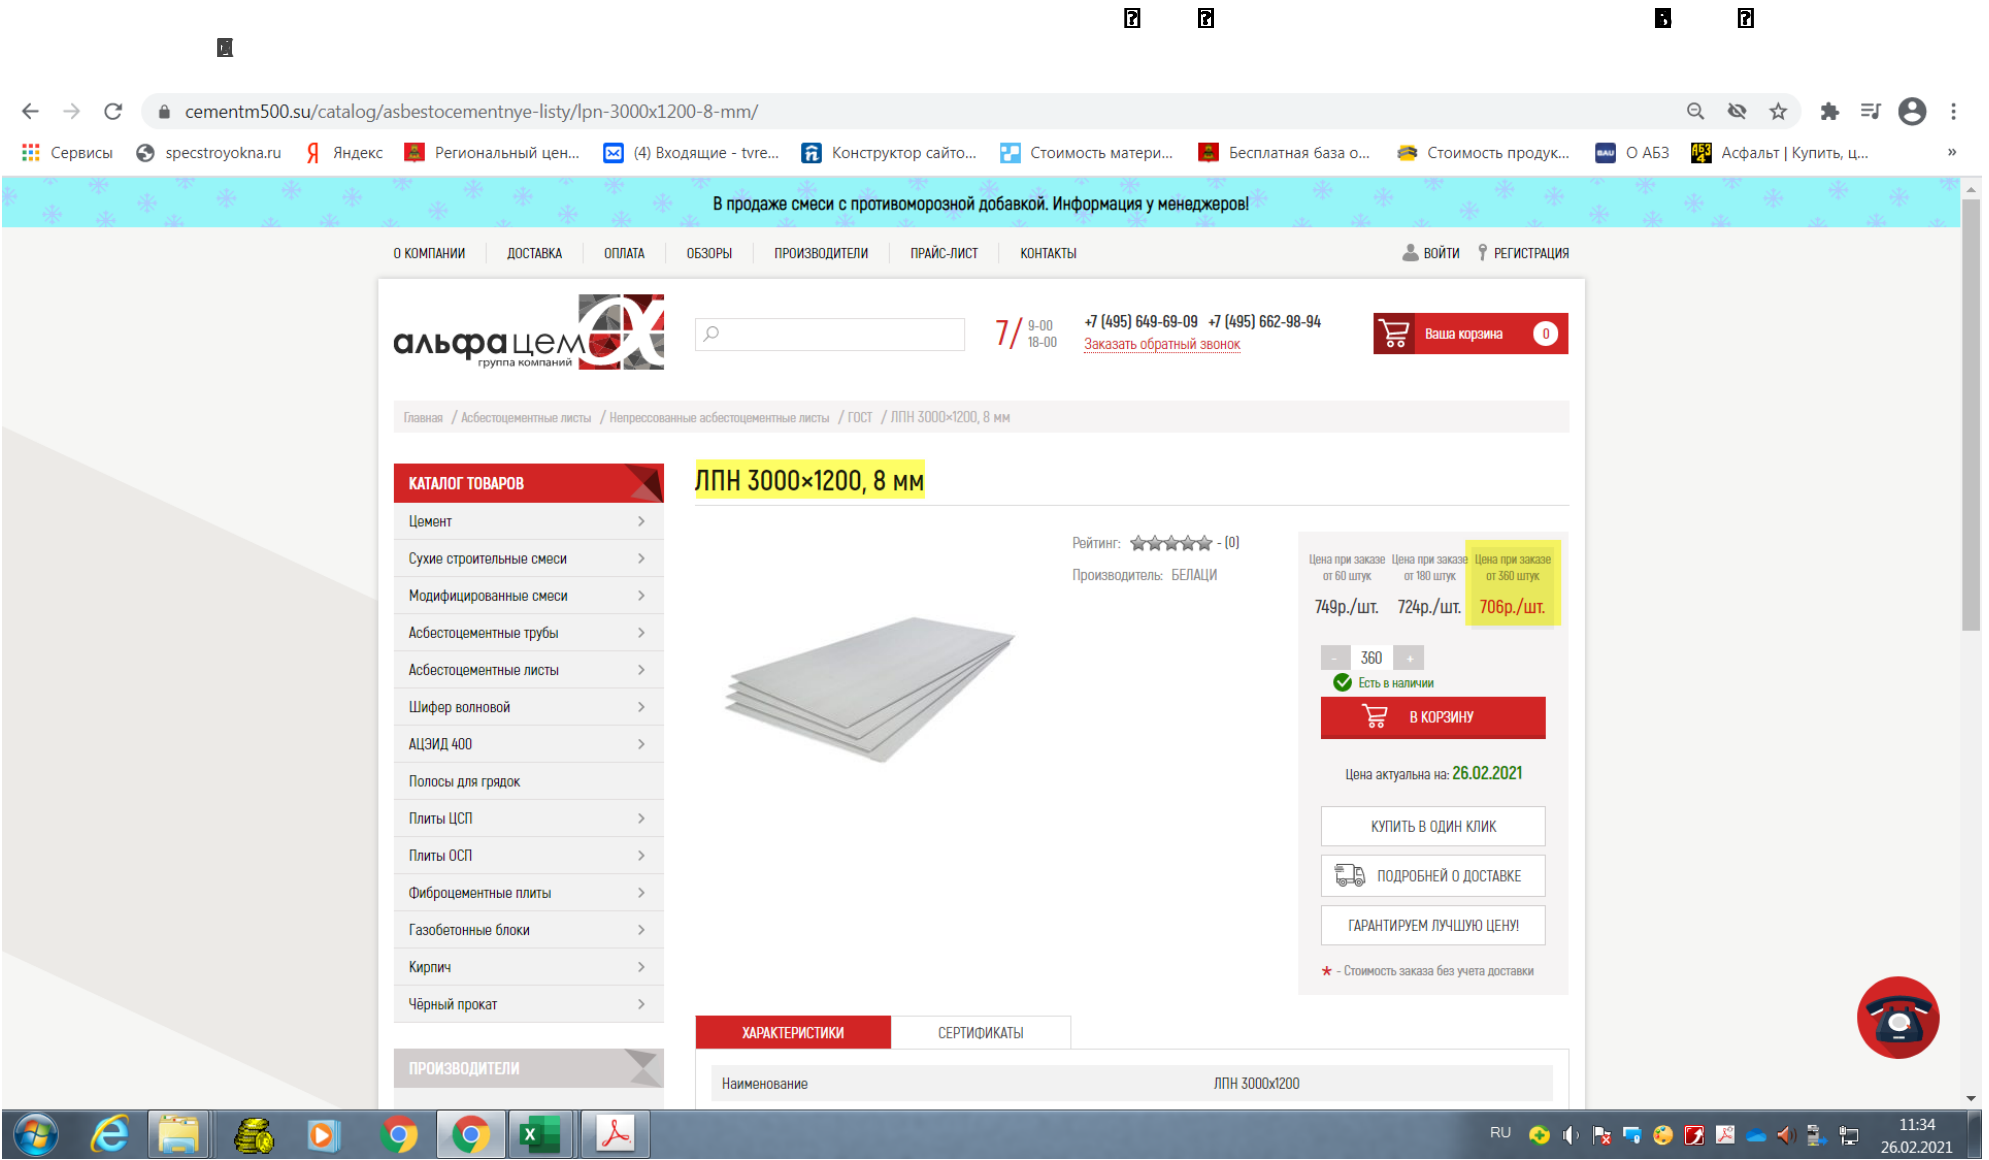 cementm500.su/catalog/asbestocementnye-listy/lpn-3000x1200-8-mm/
Сервисы specstroyokna.ru Яндекс Региональный цен... (4) Входящие - tvre... Конструктор сайто... Стоимость матери... Бесплатная база о... Стоимость продук... О АБЗ Асфальт | Купить, ц... »
В продаже смеси с противоморозной добавкой. Информация у менеджеров!
О КОМПАНИИ ДОСТАВКА ОПЛАТА ОБЗОРЫ ПРОИЗВОДИТЕЛИ ПРАЙС-ЛИСТ КОНТАКТЫ ВОЙТИ РЕГИСТРАЦИЯ
альфацем
группа компаний
7/ 9-00
18-00
+7 (495) 649-69-09 +7 (495) 662-98-94
Заказать обратный звонок
Ваша корзина 0
Главная / Асбестоцементные листы / Непрессованные асбестоцементные листы / ГОСТ / ЛПН 3000×1200, 8 мм
КАТАЛОГ ТОВАРОВ
Цемент
Сухие строительные смеси
Модифицированные смеси
Асбестоцементные трубы
Асбестоцементные листы
Шифер волновой
АЦЭИД 400
Полосы для грядок
Плиты ЦСП
Плиты ОСП
Фиброцементные плиты
Газобетонные блоки
Кирпич
Чёрный прокат
ПРОИЗВОДИТЕЛИ
ЛПН 3000×1200, 8 мм
Рейтинг: - (0)
Производитель: БЕЛАЦИ
Цена при заказе Цена при заказе Цена при заказе
от 60 штук от 180 штук от 360 штук
749р./шт. 724р./шт. 706р./шт.
- 360 +
Есть в наличии
В КОРЗИНУ
Цена актуальна на: 26.02.2021
КУПИТЬ В ОДИН КЛИК
ПОДРОБНЕЙ О ДОСТАВКЕ
ГАРАНТИРУЕМ ЛУЧШУЮ ЦЕНУ!
* - Стоимость заказа без учета доставки
ХАРАКТЕРИСТИКИ СЕРТИФИКАТЫ
Наименование ЛПН 3000х1200
RU 11:34
26.02.2021